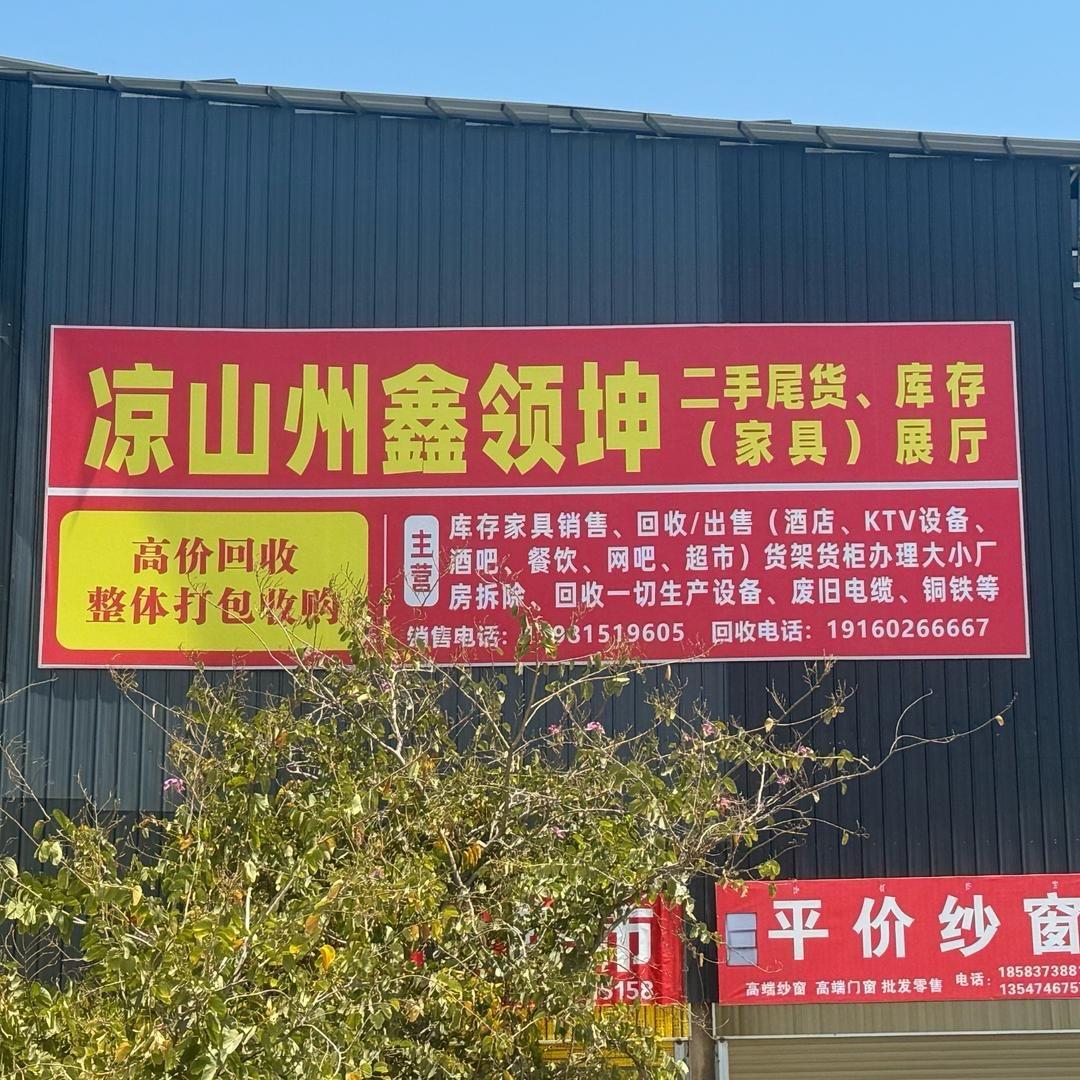 凉山州鑫领坤
二手尾货、库存
（家具）展厅
高价回收
整体打包收购
主营
库存家具销售、回收/出售（酒店、KTV设备、
酒吧、餐饮、网吧、超市）货架货柜办理大小厂
房拆除、回收一切生产设备、废旧电缆、铜铁等
销售电话：
981519605
回收电话：19160266667
市
5158
平价纱窗
高端纱窗 高端门窗 批发零售
电话：
1858373881
1354746757